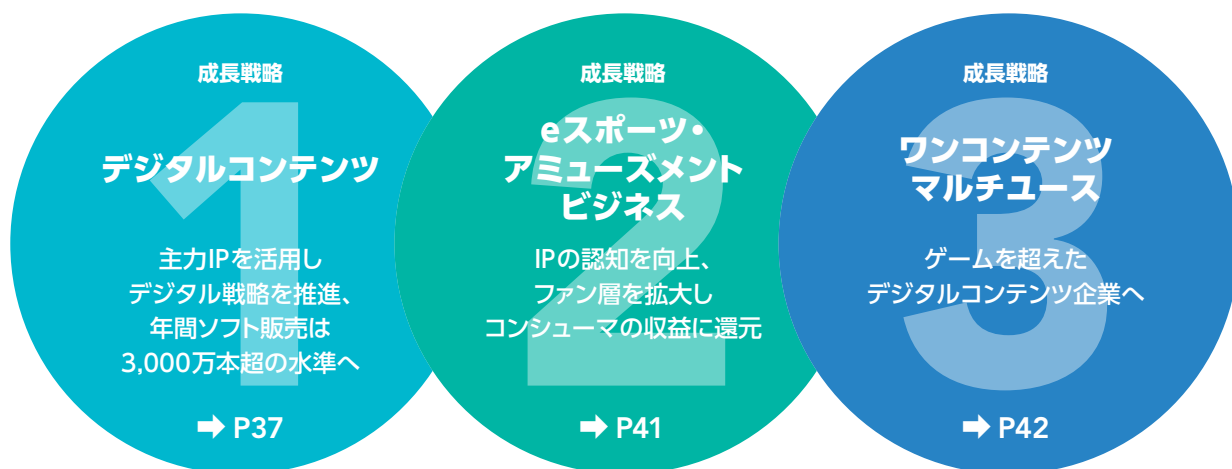 成長戦略
1
デジタルコンテンツ
主力IPを活用し
デジタル戦略を推進、
年間ソフト販売は
3,000万本超の水準へ
➡ P37
成長戦略
2
eスポーツ・
アミューズメント
ビジネス
IPの認知を向上、
ファン層を拡大し
コンシューマの収益に還元
➡ P41
成長戦略
3
ワンコンテンツ
マルチユース
ゲームを超えた
デジタルコンテンツ企業へ
➡ P42